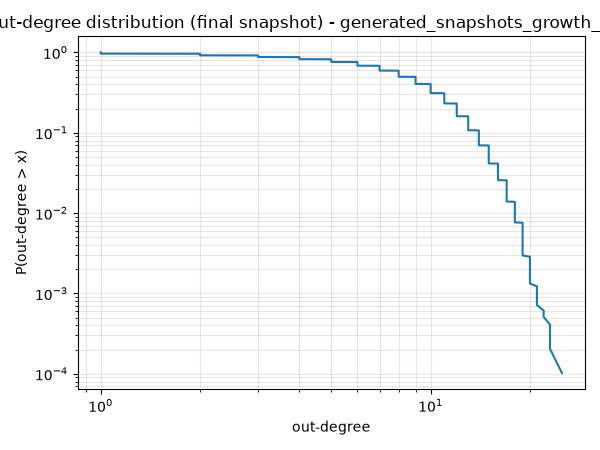 ut-degree distribution (final snapshot) - generated_snapshots_growth_
10⁰
10⁻¹
10⁻²
10⁻³
10⁻⁴
P(out-degree > x)
10⁰ 10¹
out-degree